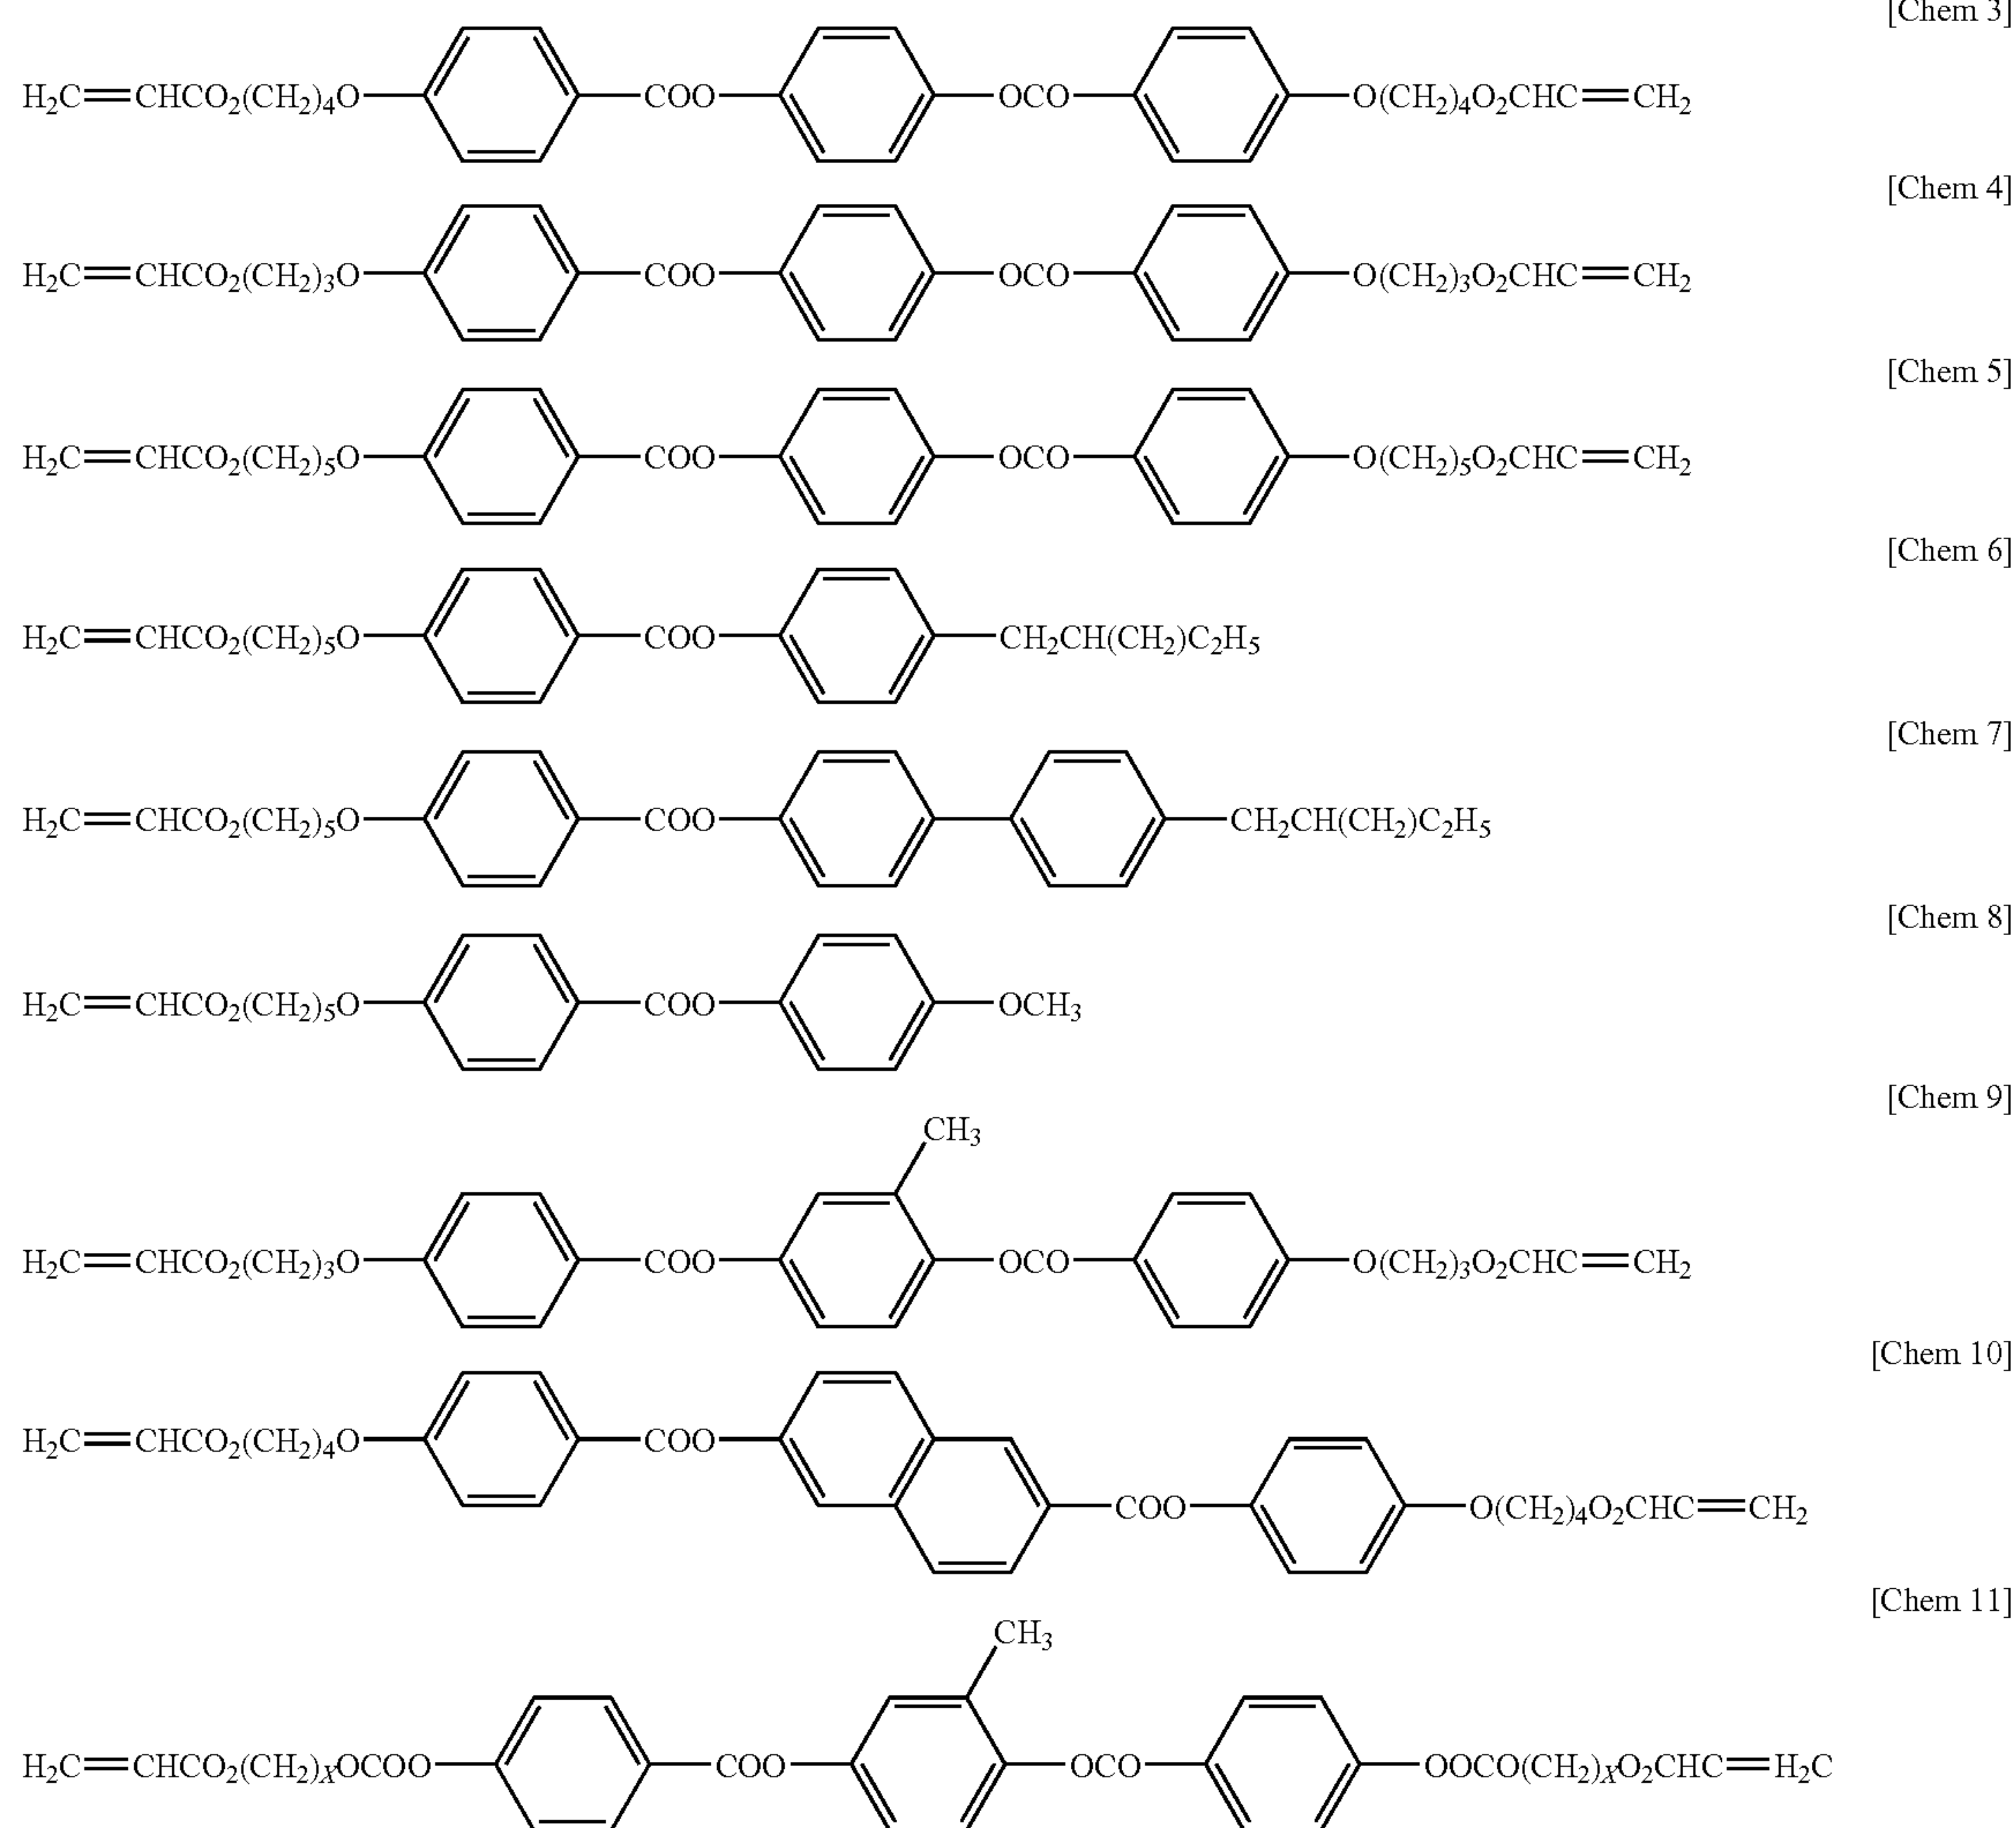 [Chem 3]
H₂C=CHCO₂(CH₂)₄O COO OCO O(CH₂)₄O₂CHC=CH₂
[Chem 4]
H₂C=CHCO₂(CH₂)₃O COO OCO O(CH₂)₃O₂CHC=CH₂
[Chem 5]
H₂C=CHCO₂(CH₂)₅O COO OCO O(CH₂)₅O₂CHC=CH₂
[Chem 6]
H₂C=CHCO₂(CH₂)₅O COO CH₂CH(CH₂)C₂H₅
[Chem 7]
H₂C=CHCO₂(CH₂)₅O COO CH₂CH(CH₂)C₂H₅
[Chem 8]
H₂C=CHCO₂(CH₂)₅O COO OCH₃
[Chem 9]
CH₃
H₂C=CHCO₂(CH₂)₃O COO OCO O(CH₂)₃O₂CHC=CH₂
[Chem 10]
H₂C=CHCO₂(CH₂)₄O COO COO O(CH₂)₄O₂CHC=CH₂
[Chem 11]
CH₃
H₂C=CHCO₂(CH₂)XOCOO COO OCO OOCO(CH₂)XO₂CHC=H₂C